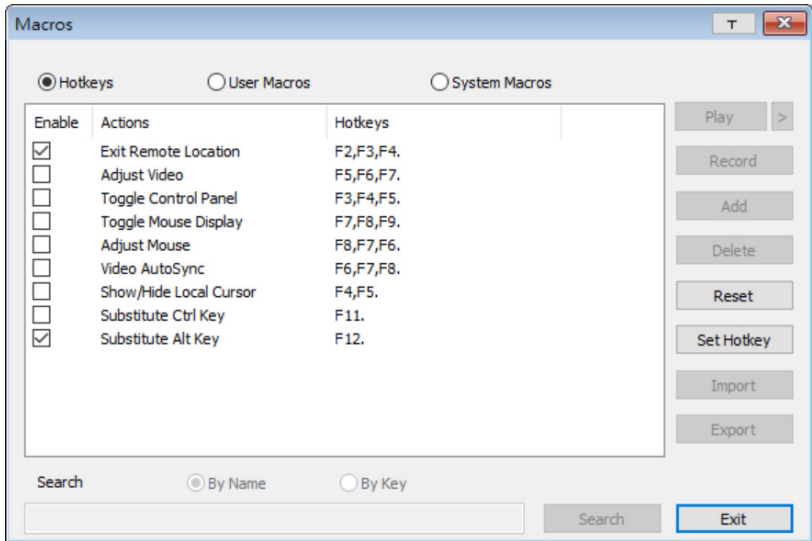 Macros
T
Hotkeys User Macros System Macros
Enable Actions Hotkeys
Exit Remote Location F2,F3,F4.
Adjust Video F5,F6,F7.
Toggle Control Panel F3,F4,F5.
Toggle Mouse Display F7,F8,F9.
Adjust Mouse F8,F7,F6.
Video AutoSync F6,F7,F8.
Show/Hide Local Cursor F4,F5.
Substitute Ctrl Key F11.
Substitute Alt Key F12.
Play >
Record
Add
Delete
Reset
Set Hotkey
Import
Export
Search By Name By Key
Search Exit